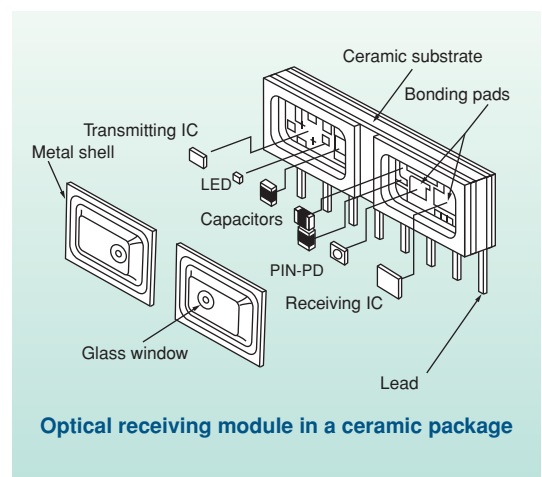 Ceramic substrate
Bonding pads
Transmitting IC
Metal shell
LED
Capacitors
PIN-PD
Receiving IC
Glass window
Lead
Optical receiving module in a ceramic package